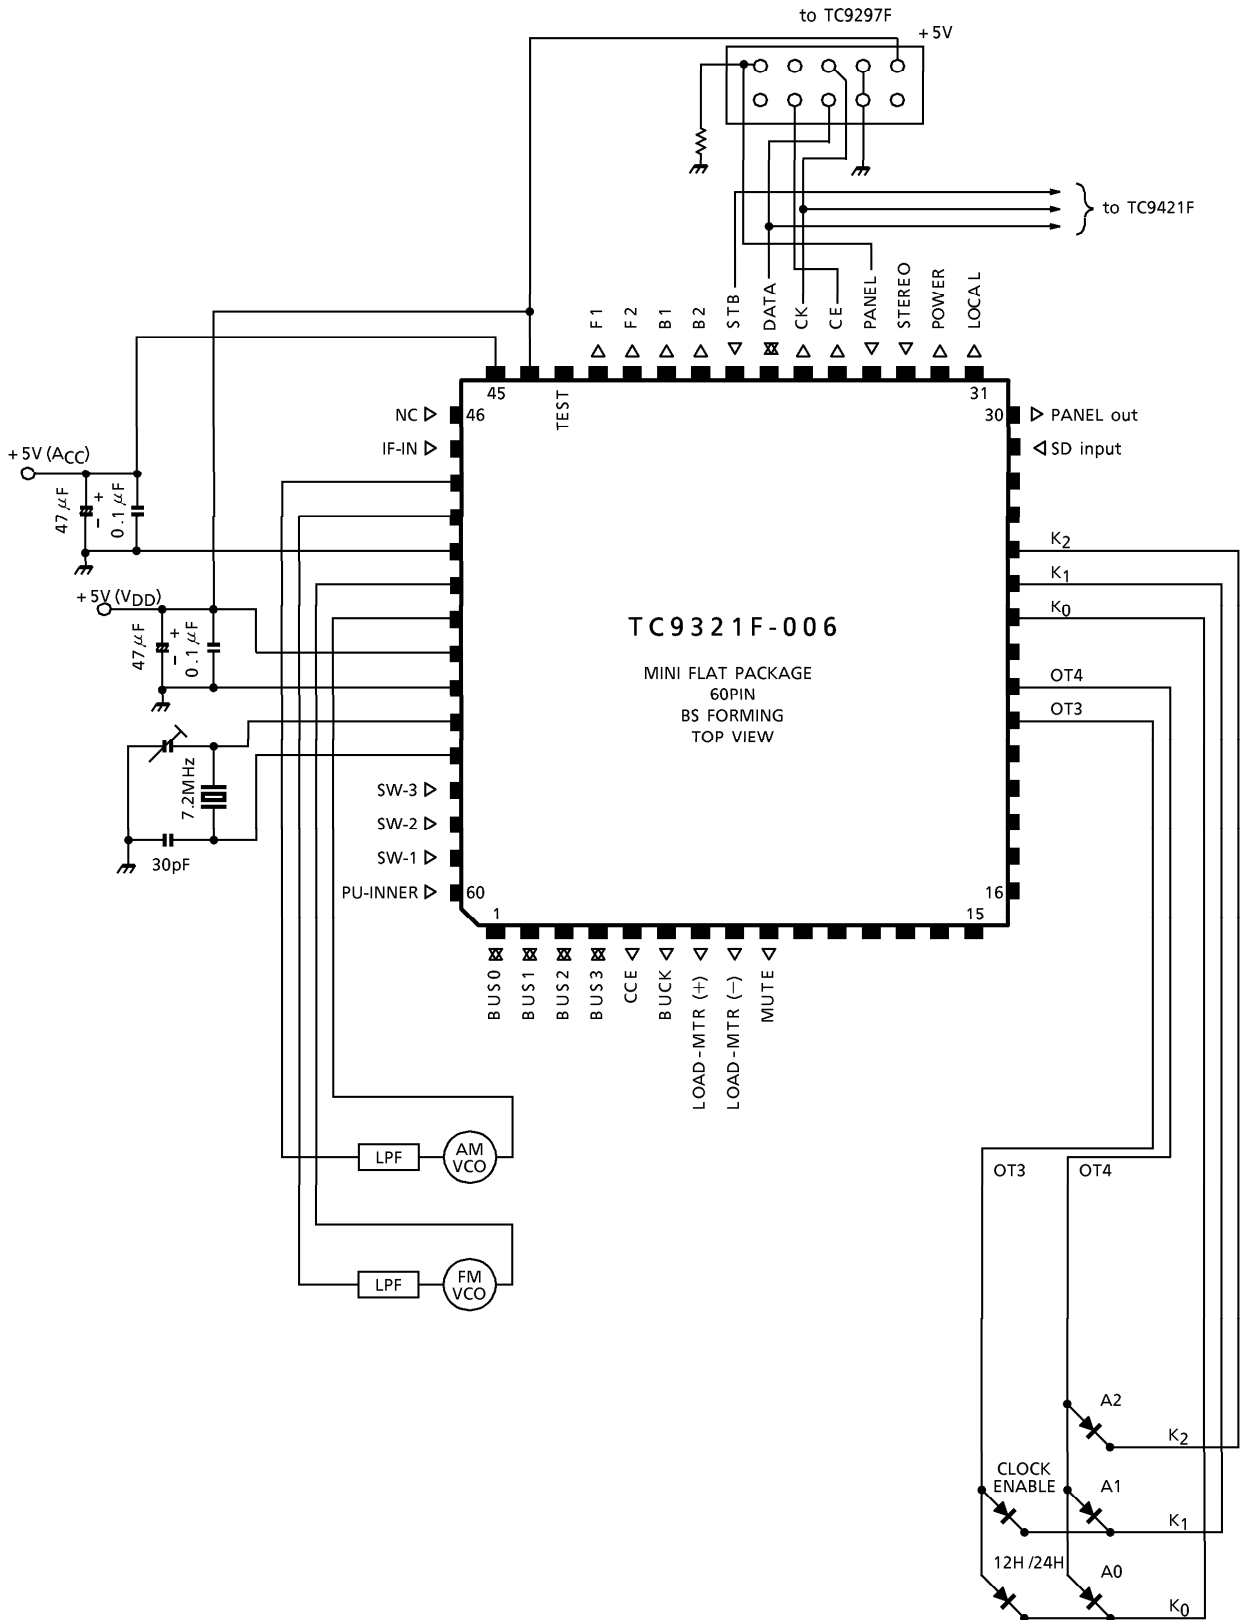 to TC9297F
+5V
to TC9421F
F1
F2
B1
B2
STB
DATA
CK
CE
PANEL
STEREO
POWER
LOCAL
45
TEST
31
NC
46
30
PANEL out
IF-IN
SD input
+5V (ACC)
47μF
- +
0.1μF
K2
K1
K0
+5V (VDD)
47μF
- +
0.1μF
TC9321F-006
MINI FLAT PACKAGE
60PIN
BS FORMING
TOP VIEW
OT4
OT3
7.2MHz
30pF
SW-3
SW-2
SW-1
PU-INNER
60
16
1
15
BUS0
BUS1
BUS2
BUS3
CCE
BUCK
LOAD-MTR (+)
LOAD-MTR (−)
MUTE
LPF
AM
VCO
OT3
OT4
LPF
FM
VCO
A2
K2
CLOCK
ENABLE
A1
K1
12H/24H
A0
K0